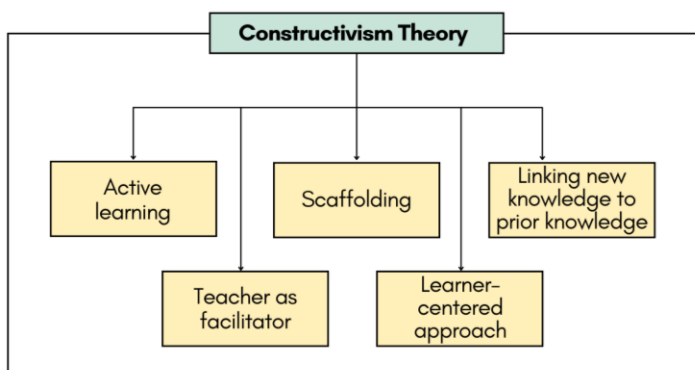 Constructivism Theory
Active
learning
Scaffolding
Linking new
knowledge to
prior knowledge
Teacher as
facilitator
Learner-
centered
approach